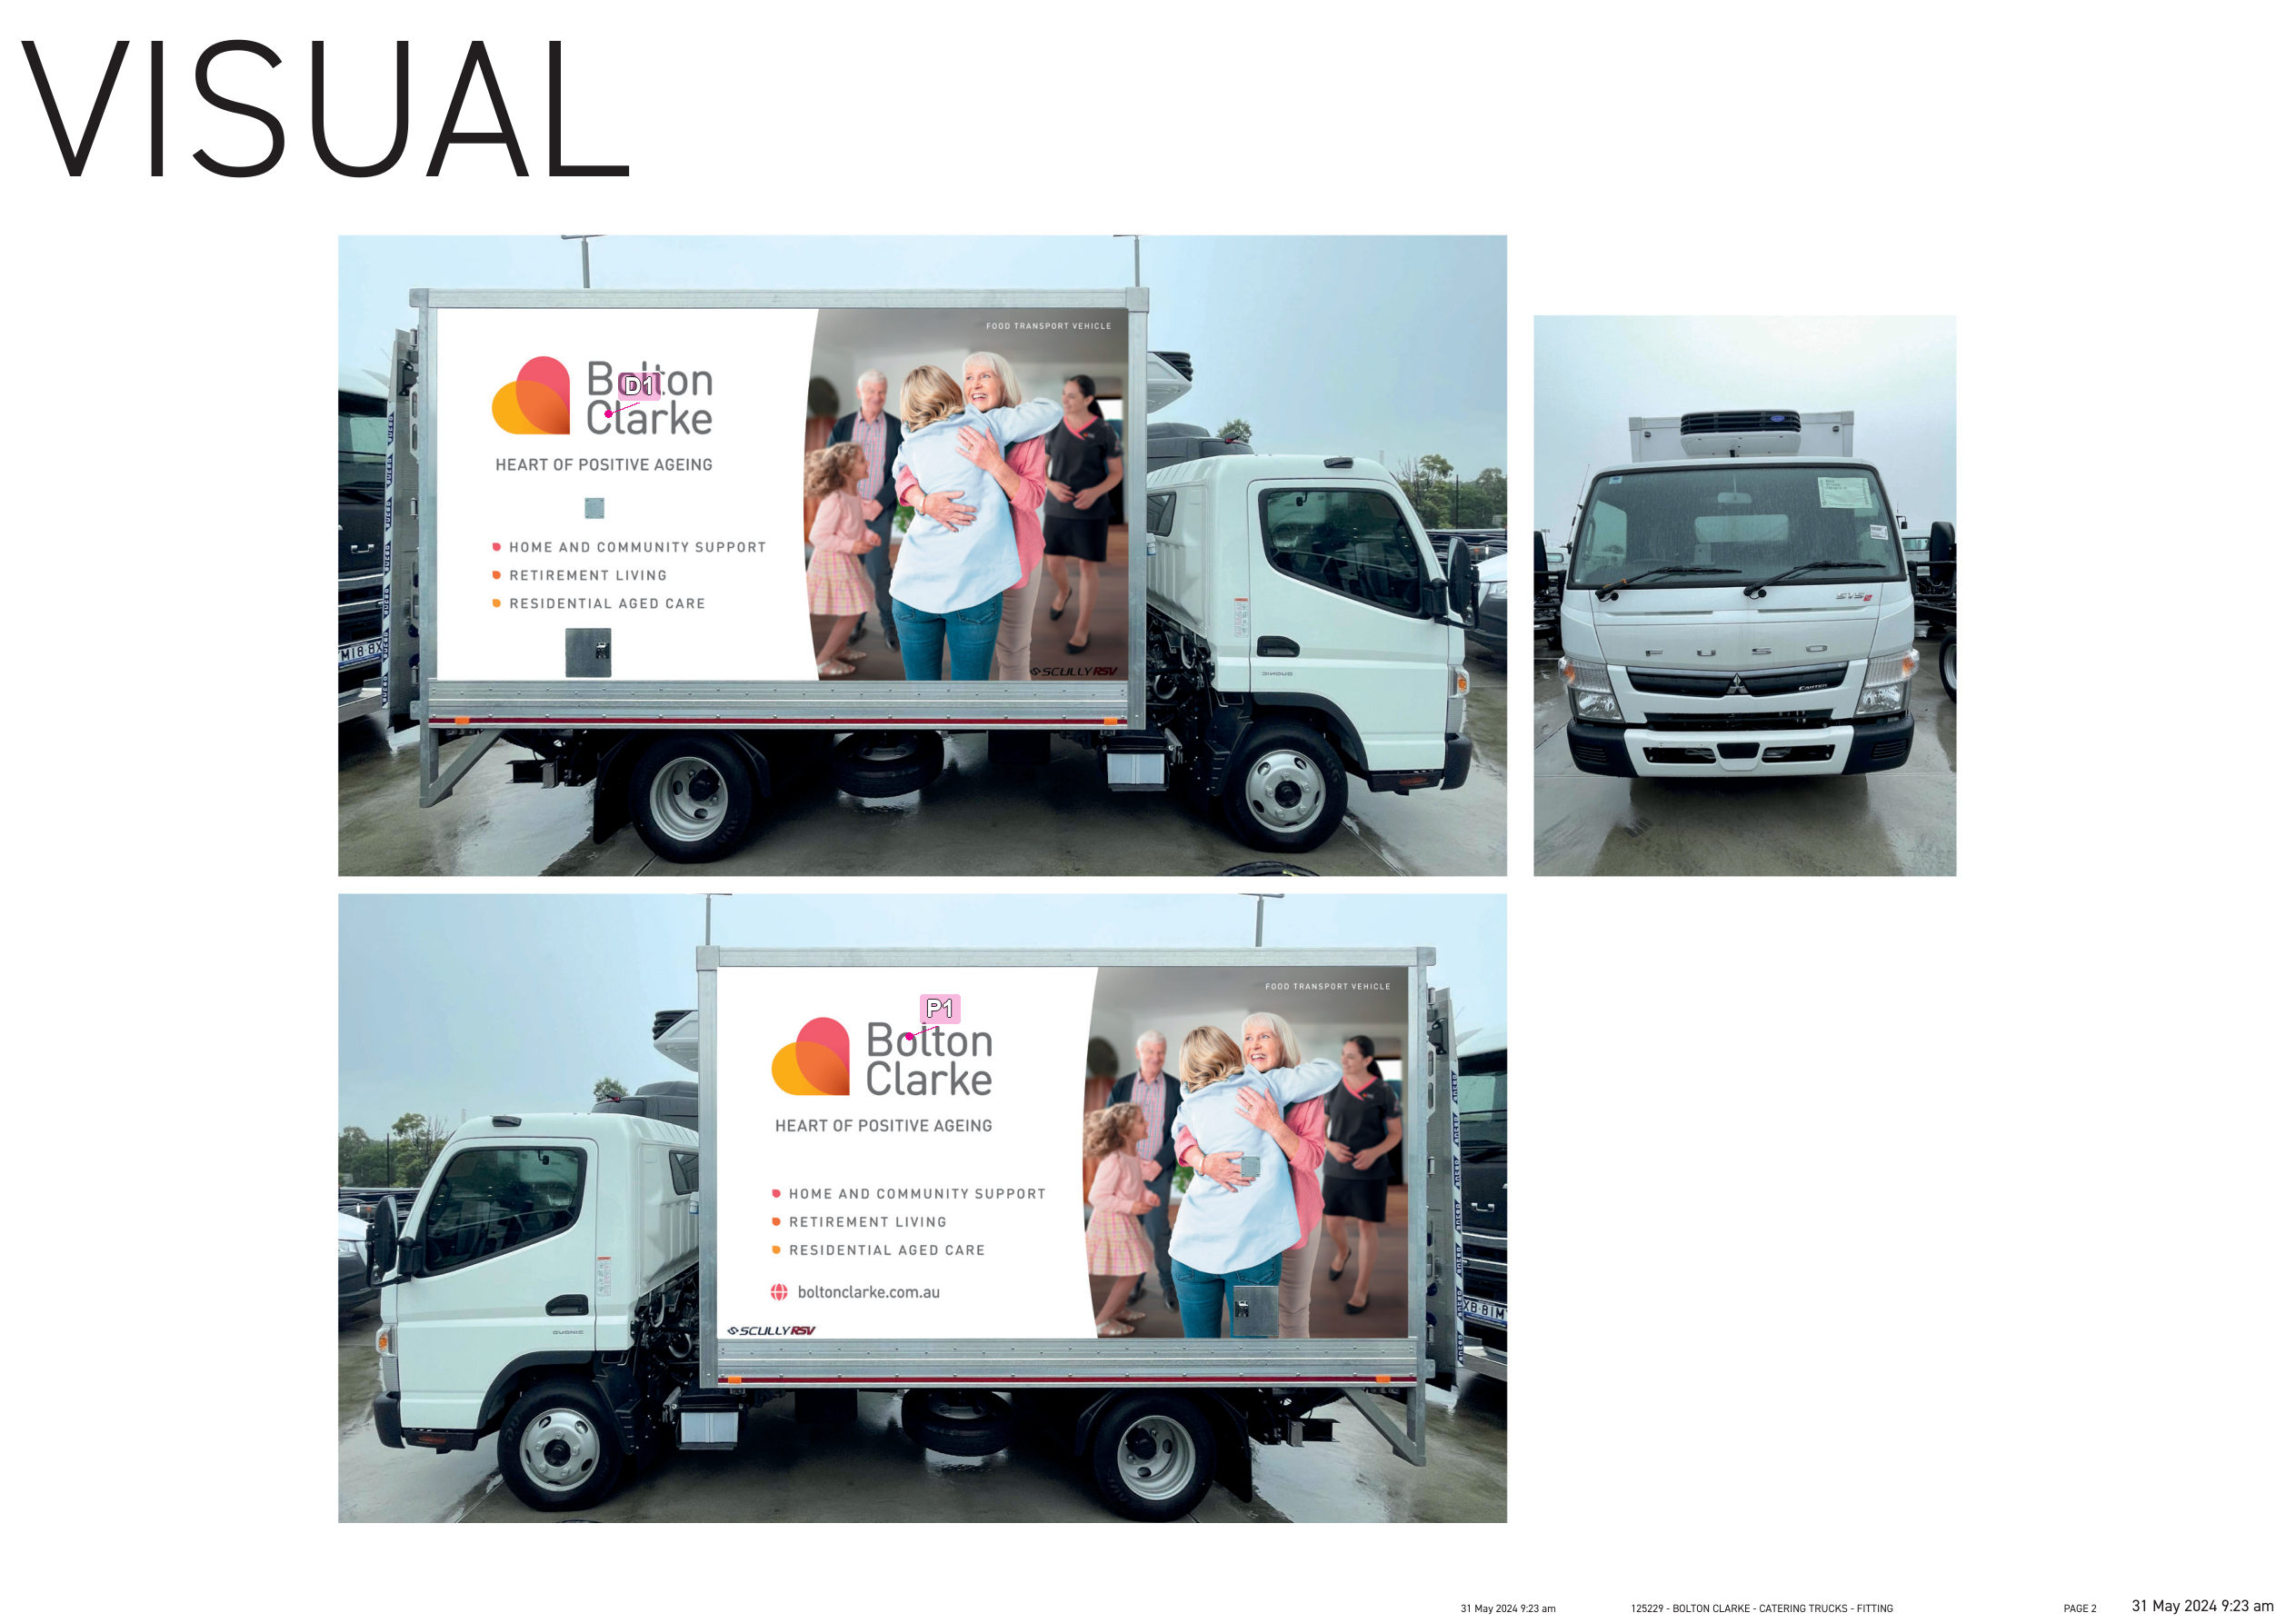 VISUAL
FOOD TRANSPORT VEHICLE
Bolton
D1
Clarke
HEART OF POSITIVE AGEING
HOME AND COMMUNITY SUPPORT
RETIREMENT LIVING
RESIDENTIAL AGED CARE
SCULLY RSV
FUSO
CANTER
515
FOOD TRANSPORT VEHICLE
P1
Bolton
Clarke
HEART OF POSITIVE AGEING
HOME AND COMMUNITY SUPPORT
RETIREMENT LIVING
RESIDENTIAL AGED CARE
boltonclarke.com.au
SCULLY RSV
31 May 2024 9:23 am
125229 - BOLTON CLARKE - CATERING TRUCKS - FITTING
PAGE 2
31 May 2024 9:23 am